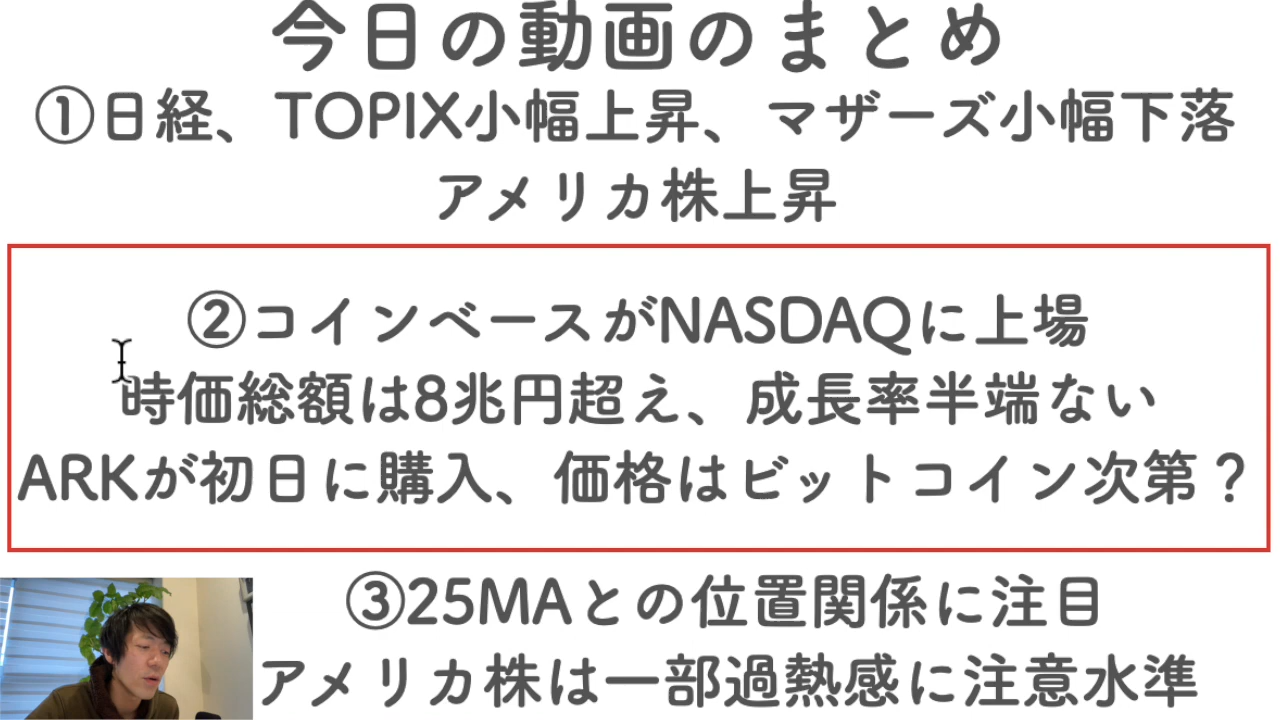 今日の動画のまとめ
①日経、TOPIX小幅上昇、マザーズ小幅下落
アメリカ株上昇
②コインベースがNASDAQに上場
時価総額は8兆円超え、成長率半端ない
ARKが初日に購入、価格はビットコイン次第？
③25MAとの位置関係に注目
アメリカ株は一部過熱感に注意水準